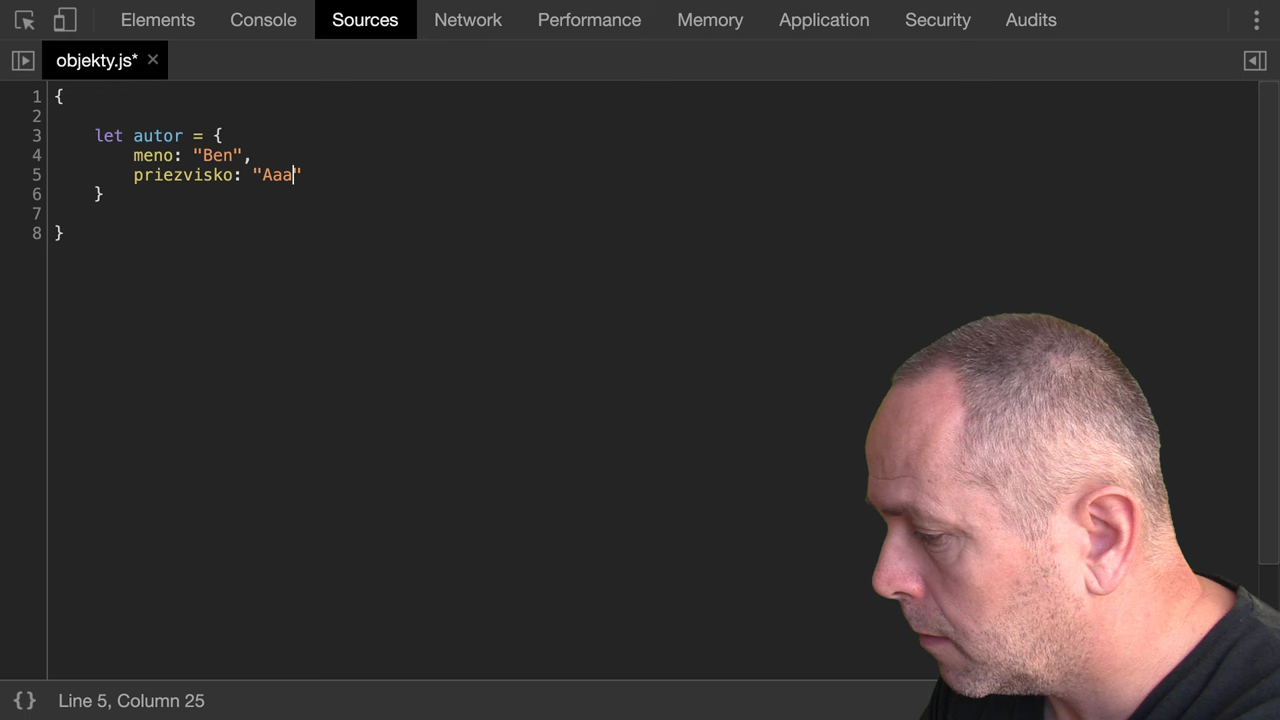 Elements Console Sources Network Performance Memory Application Security Audits
objekty.js* ×
1 {
2
3 let autor = {
4 meno: "Ben",
5 priezvisko: "Aaa"
6 }
7
8 }
{} Line 5, Column 25